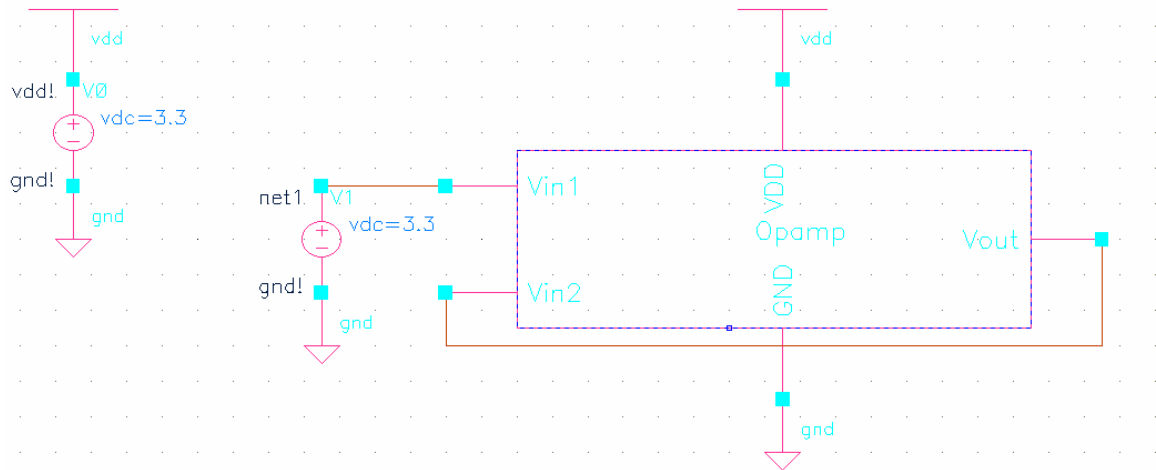 vdd
vdd! V0
vdc=3.3
gnd!
gnd
net1 V1
vdc=3.3
gnd!
gnd
vdd
Vin1
VDD
Opamp
Vout
Vin2
GND
gnd